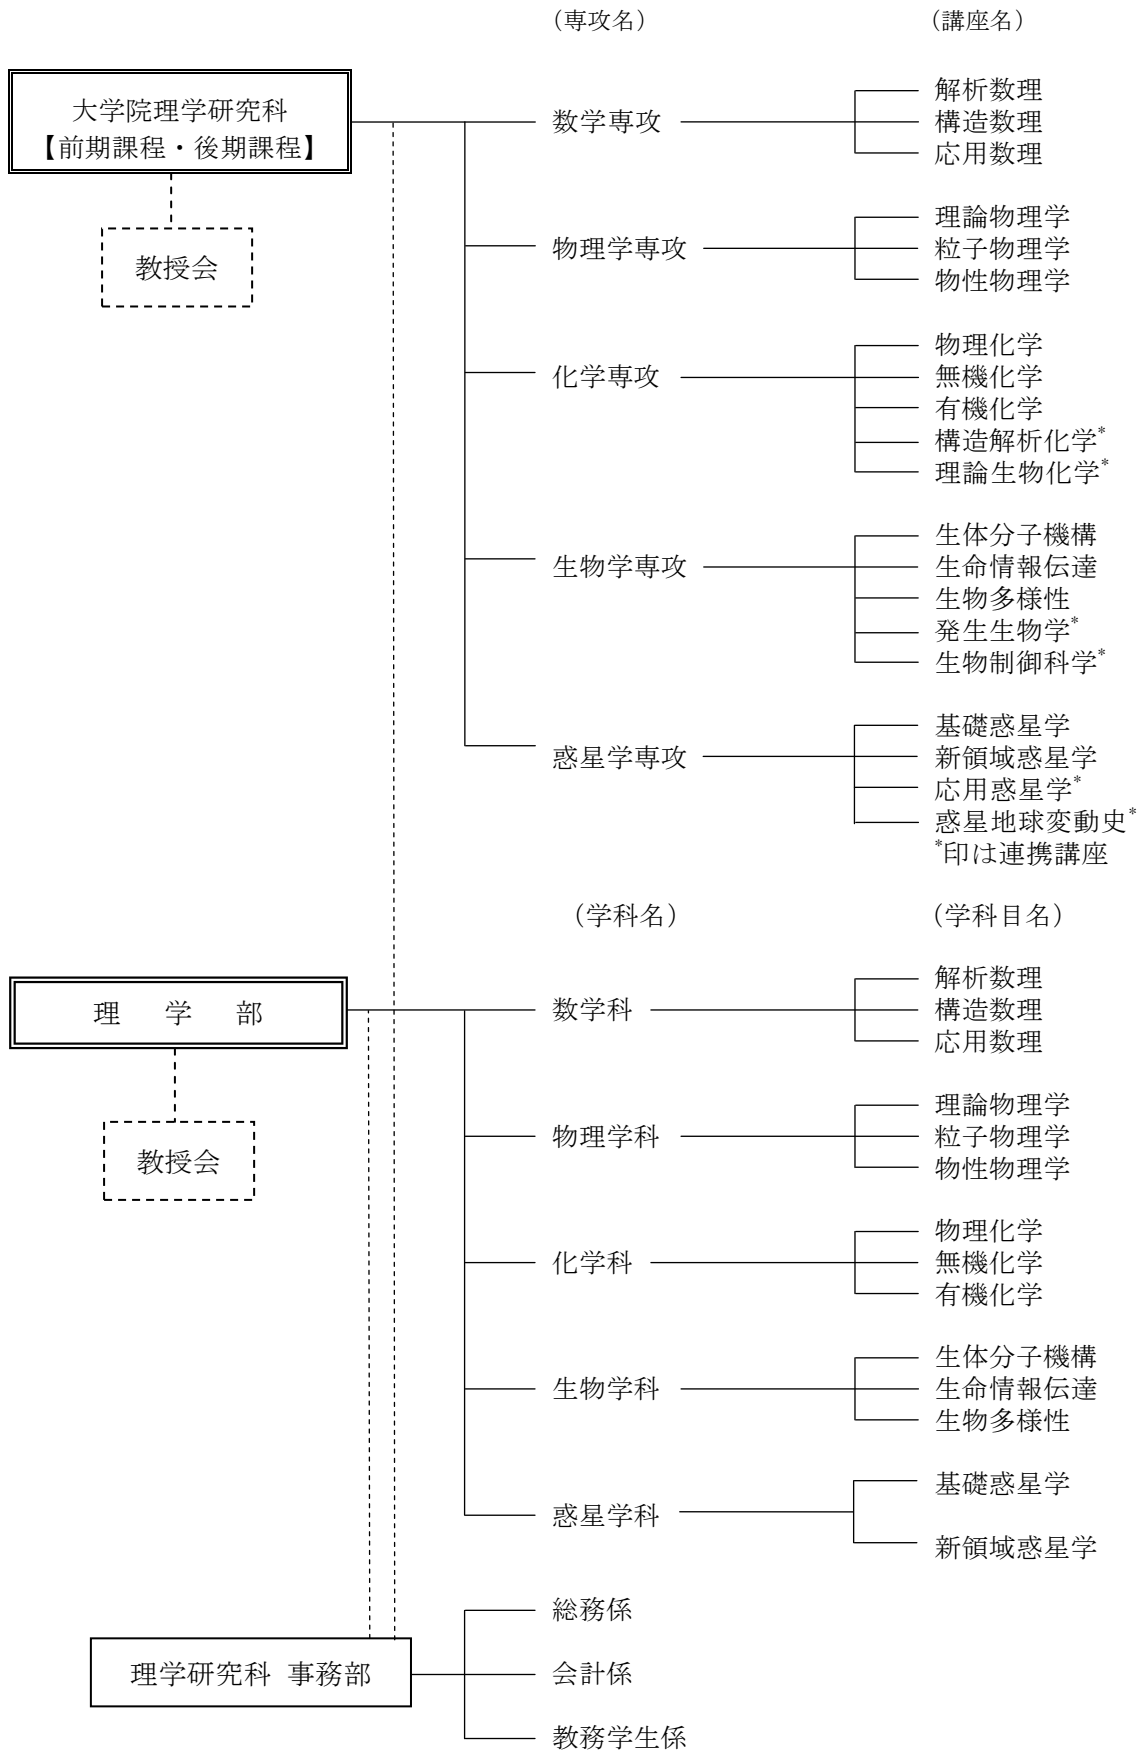 （専攻名）
（講座名）
大学院理学研究科
【前期課程・後期課程】
教授会
数学専攻
解析数理
構造数理
応用数理
物理学専攻
理論物理学
粒子物理学
物性物理学
化学専攻
物理化学
無機化学
有機化学
構造解析化学*
理論生物化学*
生物学専攻
生体分子機構
生命情報伝達
生物多様性
発生生物学*
生物制御科学*
惑星学専攻
基礎惑星学
新領域惑星学
応用惑星学*
惑星地球変動史*
*印は連携講座
（学科名）
（学科目名）
理　学　部
教授会
数学科
解析数理
構造数理
応用数理
物理学科
理論物理学
粒子物理学
物性物理学
化学科
物理化学
無機化学
有機化学
生物学科
生体分子機構
生命情報伝達
生物多様性
惑星学科
基礎惑星学
新領域惑星学
理学研究科 事務部
総務係
会計係
教務学生係